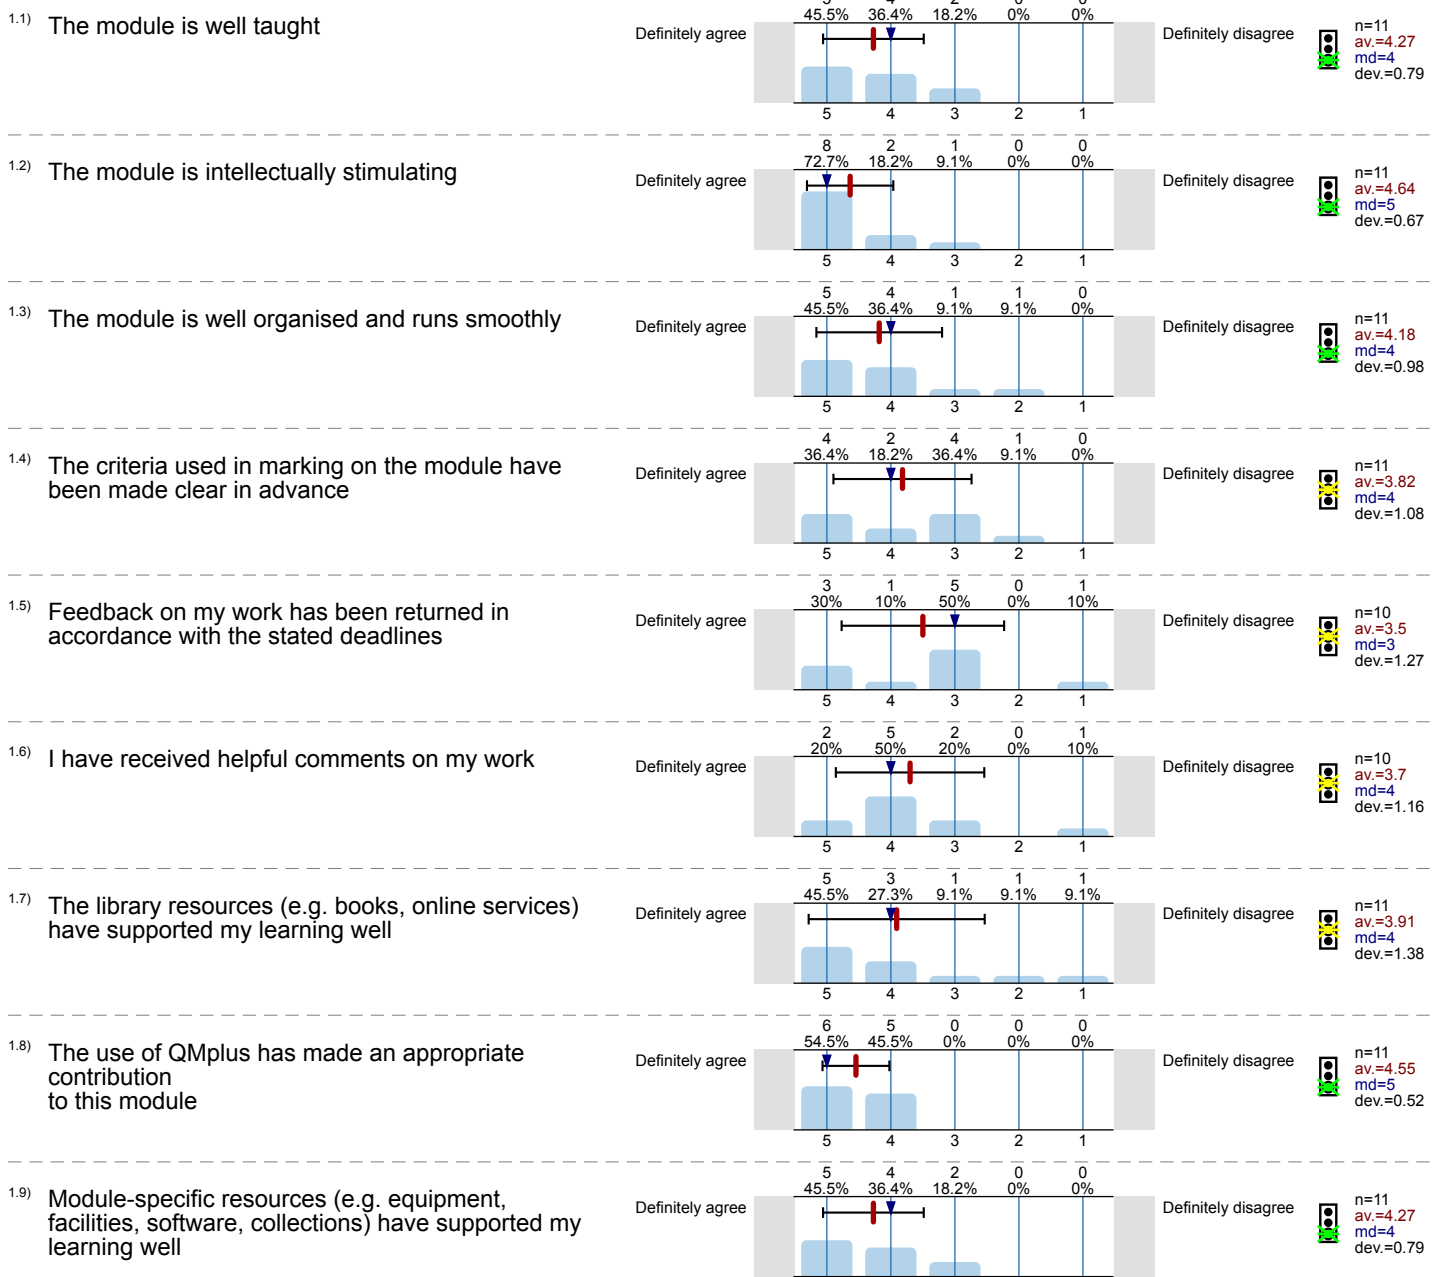 5 4 2 0 0
1.1) The module is well taught
Definitely agree 45.5% 36.4% 18.2% 0% 0% Definitely disagree
n=11
av.=4.27
md=4
dev.=0.79
5 4 3 2 1
8 2 1 0 0
1.2) The module is intellectually stimulating
Definitely agree 72.7% 18.2% 9.1% 0% 0% Definitely disagree
n=11
av.=4.64
md=5
dev.=0.67
5 4 3 2 1
5 4 1 1 0
1.3) The module is well organised and runs smoothly
Definitely agree 45.5% 36.4% 9.1% 9.1% 0% Definitely disagree
n=11
av.=4.18
md=4
dev.=0.98
5 4 3 2 1
4 2 4 1 0
1.4) The criteria used in marking on the module have
been made clear in advance
Definitely agree 36.4% 18.2% 36.4% 9.1% 0% Definitely disagree
n=11
av.=3.82
md=4
dev.=1.08
5 4 3 2 1
3 1 5 0 1
1.5) Feedback on my work has been returned in
accordance with the stated deadlines
Definitely agree 30% 10% 50% 0% 10% Definitely disagree
n=10
av.=3.5
md=3
dev.=1.27
5 4 3 2 1
2 5 2 0 1
1.6) I have received helpful comments on my work
Definitely agree 20% 50% 20% 0% 10% Definitely disagree
n=10
av.=3.7
md=4
dev.=1.16
5 4 3 2 1
5 3 1 1 1
1.7) The library resources (e.g. books, online services)
have supported my learning well
Definitely agree 45.5% 27.3% 9.1% 9.1% 9.1% Definitely disagree
n=11
av.=3.91
md=4
dev.=1.38
5 4 3 2 1
6 5 0 0 0
1.8) The use of QMplus has made an appropriate
contribution
to this module
Definitely agree 54.5% 45.5% 0% 0% 0% Definitely disagree
n=11
av.=4.55
md=5
dev.=0.52
5 4 3 2 1
5 4 2 0 0
1.9) Module-specific resources (e.g. equipment,
facilities, software, collections) have supported my
learning well
Definitely agree 45.5% 36.4% 18.2% 0% 0% Definitely disagree
n=11
av.=4.27
md=4
dev.=0.79